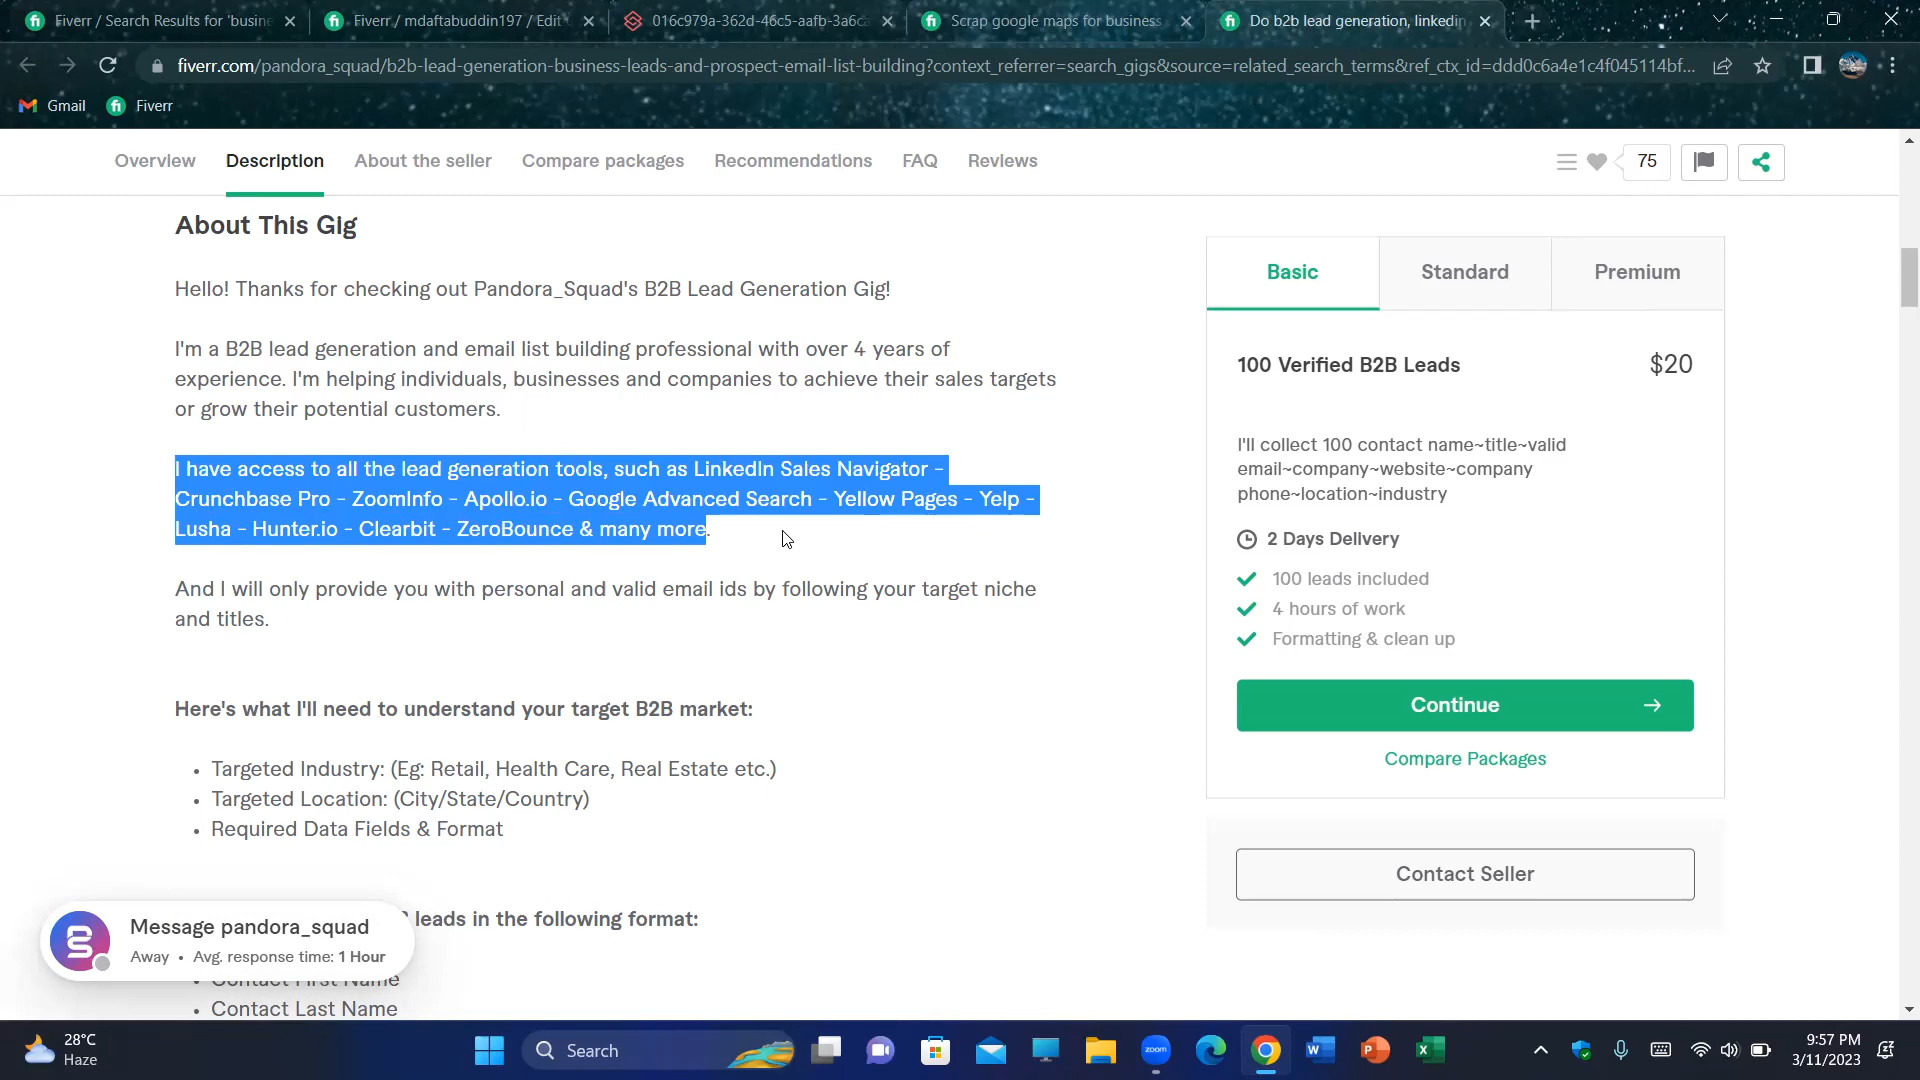 Fiverr / Search Results for 'busine
Fiverr / mdaftabuddin197 / Edit
016c979a-362d-46c5-aafb-3a6ca
Scrap google maps for business
Do b2b lead generation, linkedin
fiverr.com/pandora_squad/b2b-lead-generation-business-leads-and-prospect-email-list-building?context_referrer=search_gigs&source=related_search_terms&ref_ctx_id=ddd0c6a4e1c4f045114bf...
Gmail Fiverr
Overview Description About the seller Compare packages Recommendations FAQ Reviews
75
About This Gig
Hello! Thanks for checking out Pandora_Squad's B2B Lead Generation Gig!
I'm a B2B lead generation and email list building professional with over 4 years of
experience. I'm helping individuals, businesses and companies to achieve their sales targets
or grow their potential customers.
I have access to all the lead generation tools, such as LinkedIn Sales Navigator -
Crunchbase Pro - ZoomInfo - Apollo.io - Google Advanced Search - Yellow Pages - Yelp -
Lusha - Hunter.io - Clearbit - ZeroBounce & many more.
And I will only provide you with personal and valid email ids by following your target niche
and titles.
Here's what I'll need to understand your target B2B market:
• Targeted Industry: (Eg: Retail, Health Care, Real Estate etc.)
• Targeted Location: (City/State/Country)
• Required Data Fields & Format
leads in the following format:
• Contact First Name
• Contact Last Name
Message pandora_squad
Away • Avg. response time: 1 Hour
Basic Standard Premium
100 Verified B2B Leads $20
I'll collect 100 contact name~title~valid
email~company~website~company
phone~location~industry
2 Days Delivery
100 leads included
4 hours of work
Formatting & clean up
Continue
Compare Packages
Contact Seller
28°C
Haze
Search
zoom
9:57 PM
3/11/2023